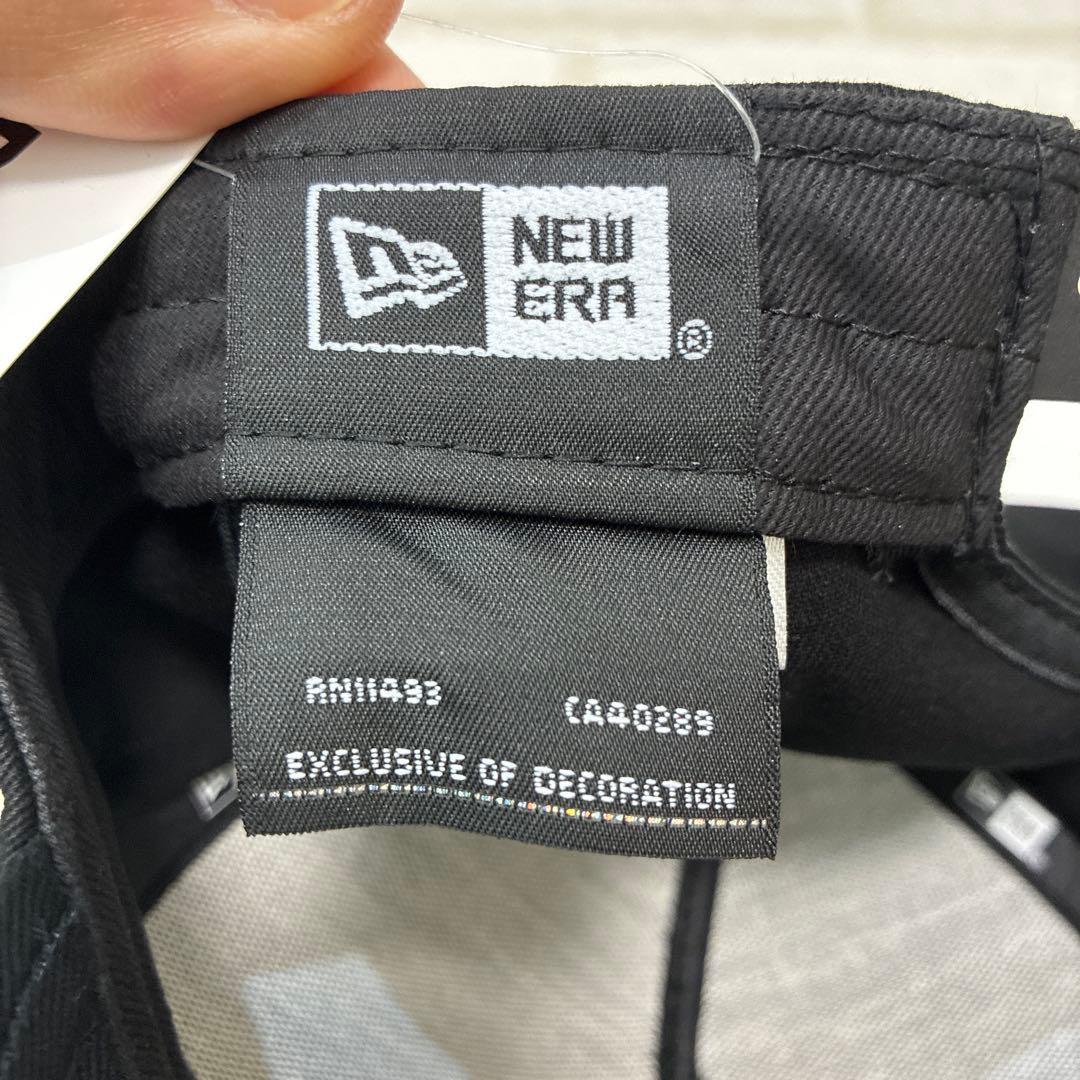 NEW
ERA
®
RN11493
CA40289
EXCLUSIVE OF DECORATION